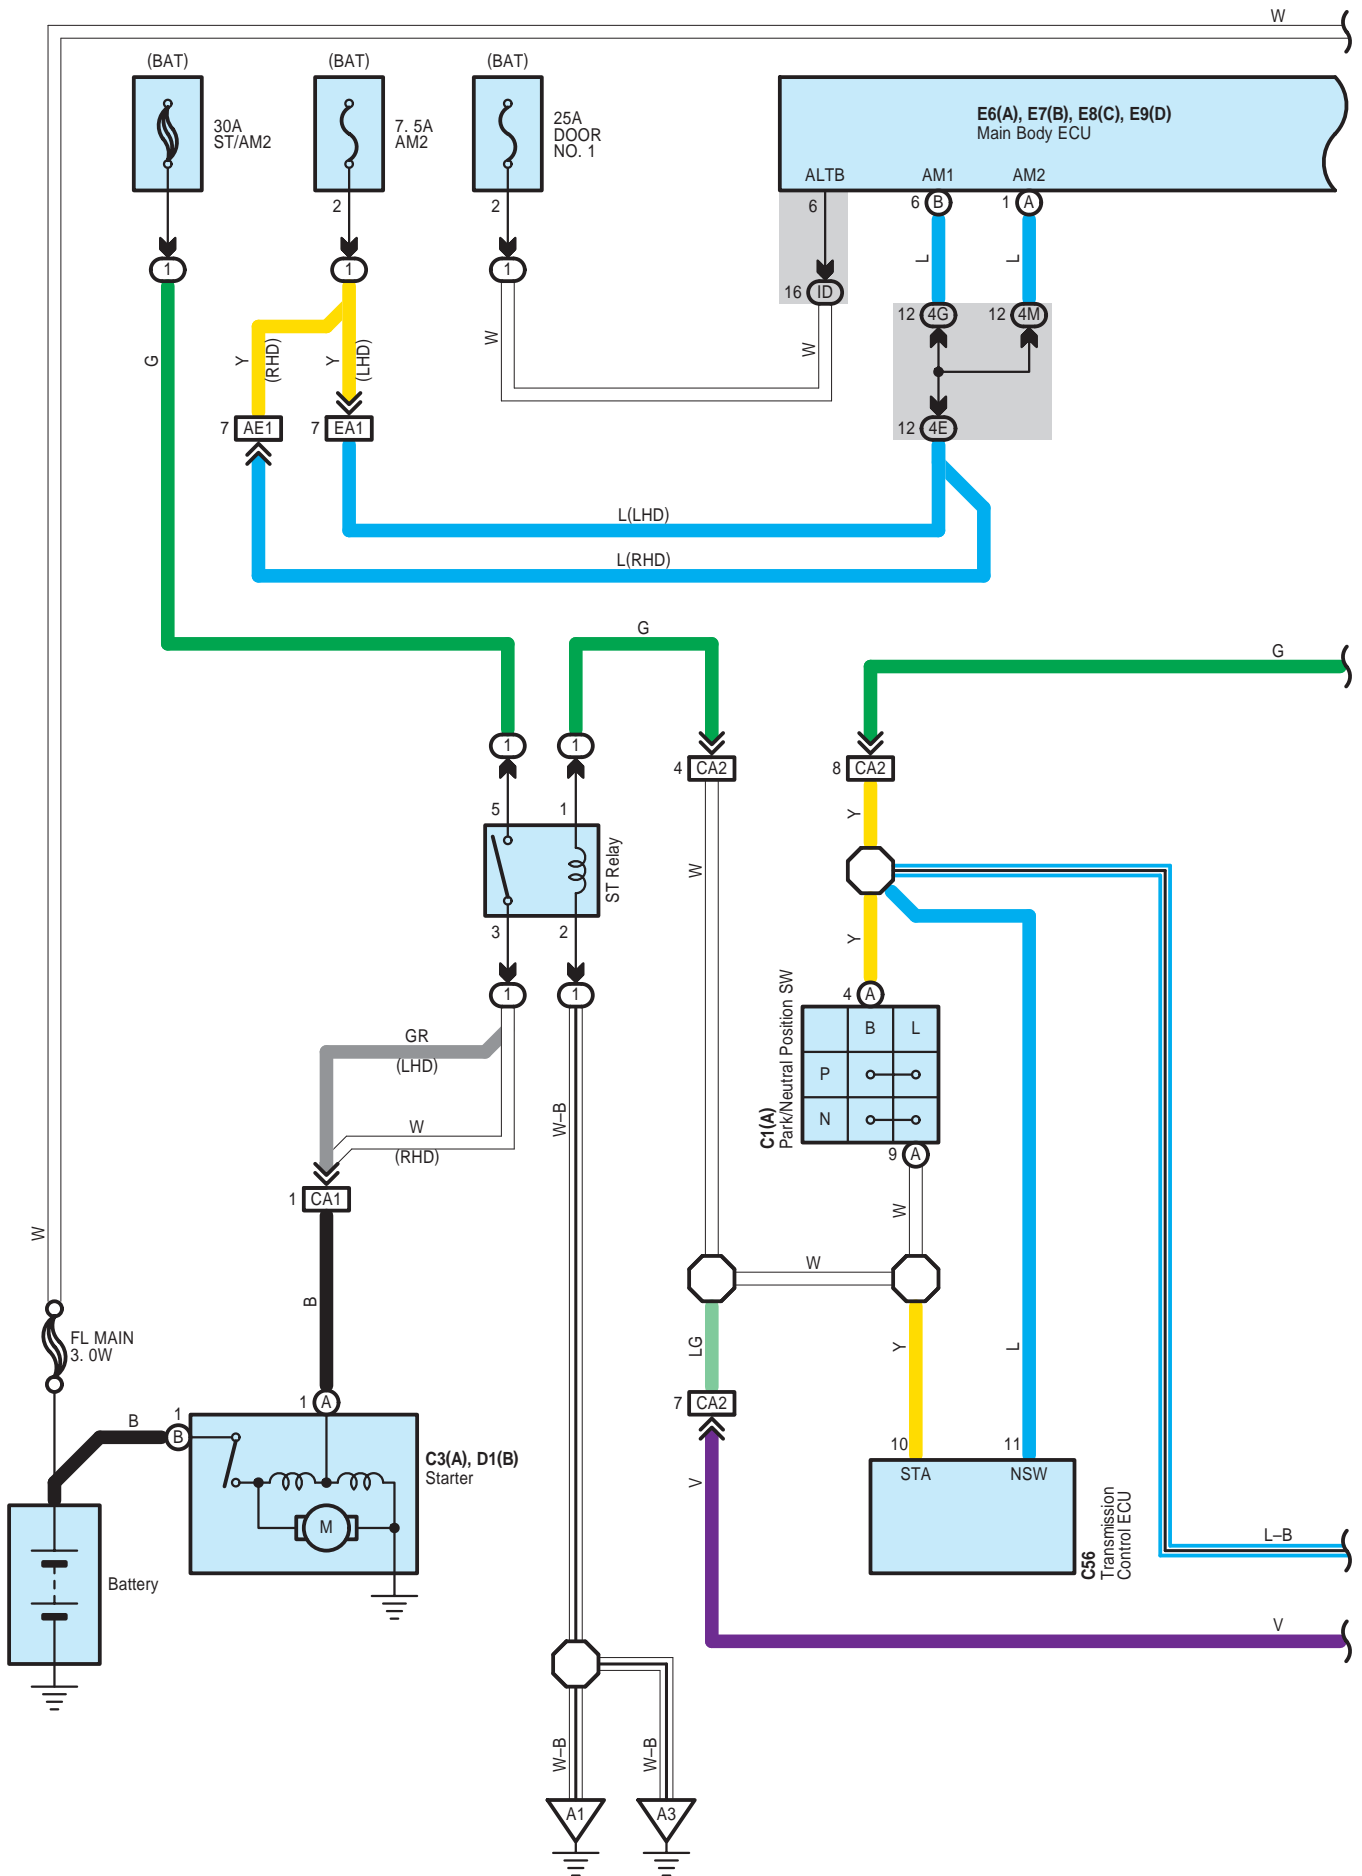 W
(BAT)
(BAT)
(BAT)
30A
ST/AM2
7. 5A
AM2
25A
DOOR
NO. 1
E6(A), E7(B), E8(C), E9(D)
Main Body ECU
ALTB
AM1
AM2
2
2
6
6 B
1 A
1
1
1
16 ID
L
L
12 4G
12 4M
G
Y
(RHD)
Y
(LHD)
W
W
7 AE1
7 EA1
12 4E
L(LHD)
L(RHD)
G
G
1
1
4 CA2
8 CA2
5
1
ST Relay
W
Y
3
2
Y
1
1
4 A
C1(A)
Park/Neutral Position SW
B
L
P
N
GR
(LHD)
W
(RHD)
W–B
9 A
1 CA1
W
W
W
B
FL MAIN
3. 0W
LG
Y
L
1 A
7 CA2
B
1
B
C3(A), D1(B)
Starter
M
10
11
STA
NSW
V
C56
Transmission
Control ECU
L–B
Battery
V
W–B
W–B
A1
A3